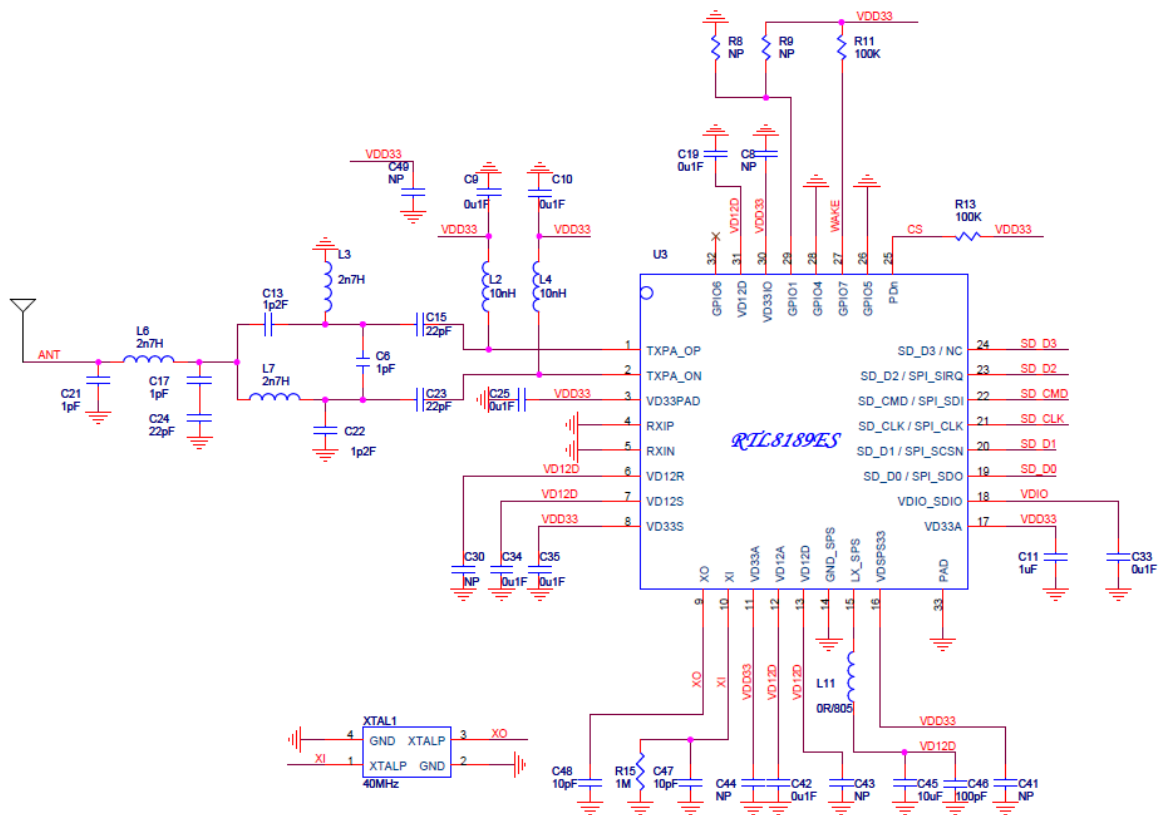 VDD33
R8
NP
R9
NP
R11
100K
C19
0u1F
C8
NP
VDD33
C49
NP
C9
0u1F
C10
0u1F
VD12D
VDD33
WAKE
R13
100K
CS
VDD33
VDD33
VDD33
L3
2n7H
L2
10nH
L4
10nH
U3
32
31
30
29
28
27
26
25
GPIO6
VD12D
VD33IO
GPIO1
GPIO4
GPIO7
GPIO5
PDn
C13
1p2F
C15
22pF
L6
2n7H
ANT
C6
1pF
L7
2n7H
C17
1pF
C21
1pF
C24
22pF
C23
22pF
C22
1p2F
C25
0u1F
VDD33
1 TXPA_OP
2 TXPA_ON
3 VD33PAD
4 RXIP
5 RXIN
VD12D 6 VD12R
VD12D 7 VD12S
VDD33 8 VD33S
RTL8189ES
SD_D3 / NC 24 SD_D3
SD_D2 / SPI_SIRQ 23 SD_D2
SD_CMD / SPI_SDI 22 SD_CMD
SD_CLK / SPI_CLK 21 SD_CLK
SD_D1 / SPI_SCSN 20 SD_D1
SD_D0 / SPI_SDO 19 SD_D0
VDIO_SDIO 18 VDIO
VD33A 17 VDD33
C30
NP
C34
0u1F
C35
0u1F
C11
1uF
C33
0u1F
XO
XI
VD33A
VD12A
VD12D
GND_SPS
LX_SPS
VDSPS33
PAD
9
10
11
12
13
14
15
16
33
XO
XI
VDD33
VD12D
VD12D
L11
0R/805
VDD33
VD12D
XTAL1
4 GND XTALP 3 XO
XI 1 XTALP GND 2
40MHz
C48
10pF
R15
1M
C47
10pF
C44
NP
C42
0u1F
C43
NP
C45
10uF
C46
100pF
C41
NP